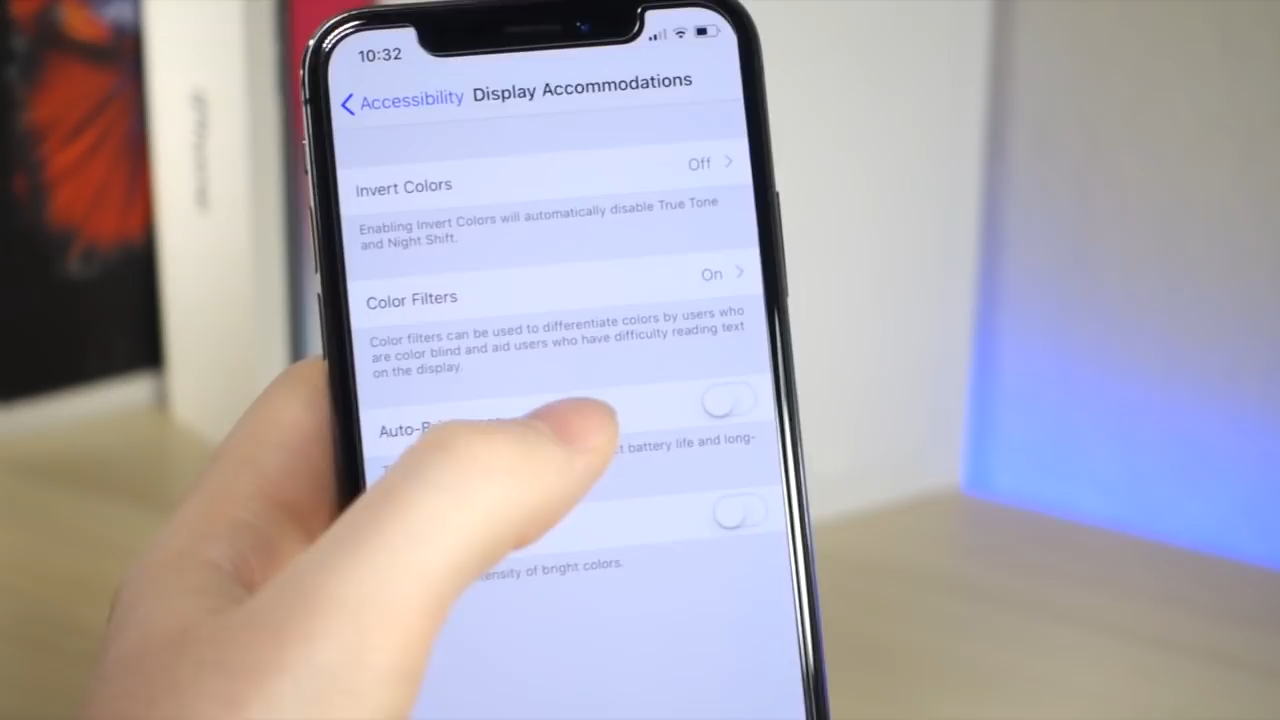 10:32
Accessibility Display Accommodations
Invert Colors Off
Enabling Invert Colors will automatically disable True Tone
and Night Shift.
Color Filters On
Color filters can be used to differentiate colors by users who
are color blind and aid users who have difficulty reading text
on the display.
Auto-
battery life and long-
of bright colors.
iPhone